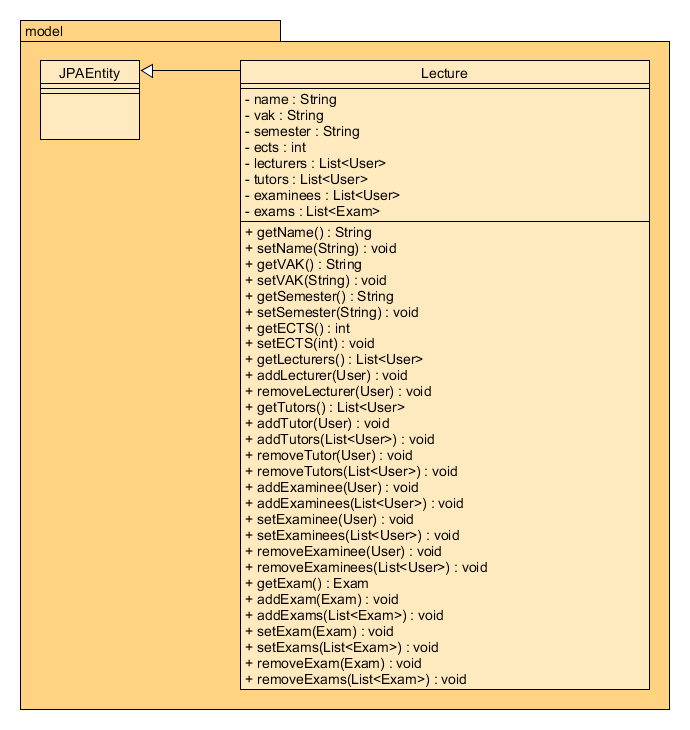 model
JPAEntity
Lecture
- name : String
- vak : String
- semester : String
- ects : int
- lecturers : List<User>
- tutors : List<User>
- examinees : List<User>
- exams : List<Exam>
+ getName() : String
+ setName(String) : void
+ getVAK() : String
+ setVAK(String) : void
+ getSemester() : String
+ setSemester(String) : void
+ getECTS() : int
+ setECTS(int) : void
+ getLecturers() : List<User>
+ addLecturer(User) : void
+ removeLecturer(User) : void
+ getTutors() : List<User>
+ addTutor(User) : void
+ addTutors(List<User>) : void
+ removeTutor(User) : void
+ removeTutors(List<User>) : void
+ addExaminee(User) : void
+ addExaminees(List<User>) : void
+ setExaminee(User) : void
+ setExaminees(List<User>) : void
+ removeExaminee(User) : void
+ removeExaminees(List<User>) : void
+ getExam() : Exam
+ addExam(Exam) : void
+ addExams(List<Exam>) : void
+ setExam(Exam) : void
+ setExams(List<Exam>) : void
+ removeExam(Exam) : void
+ removeExams(List<Exam>) : void